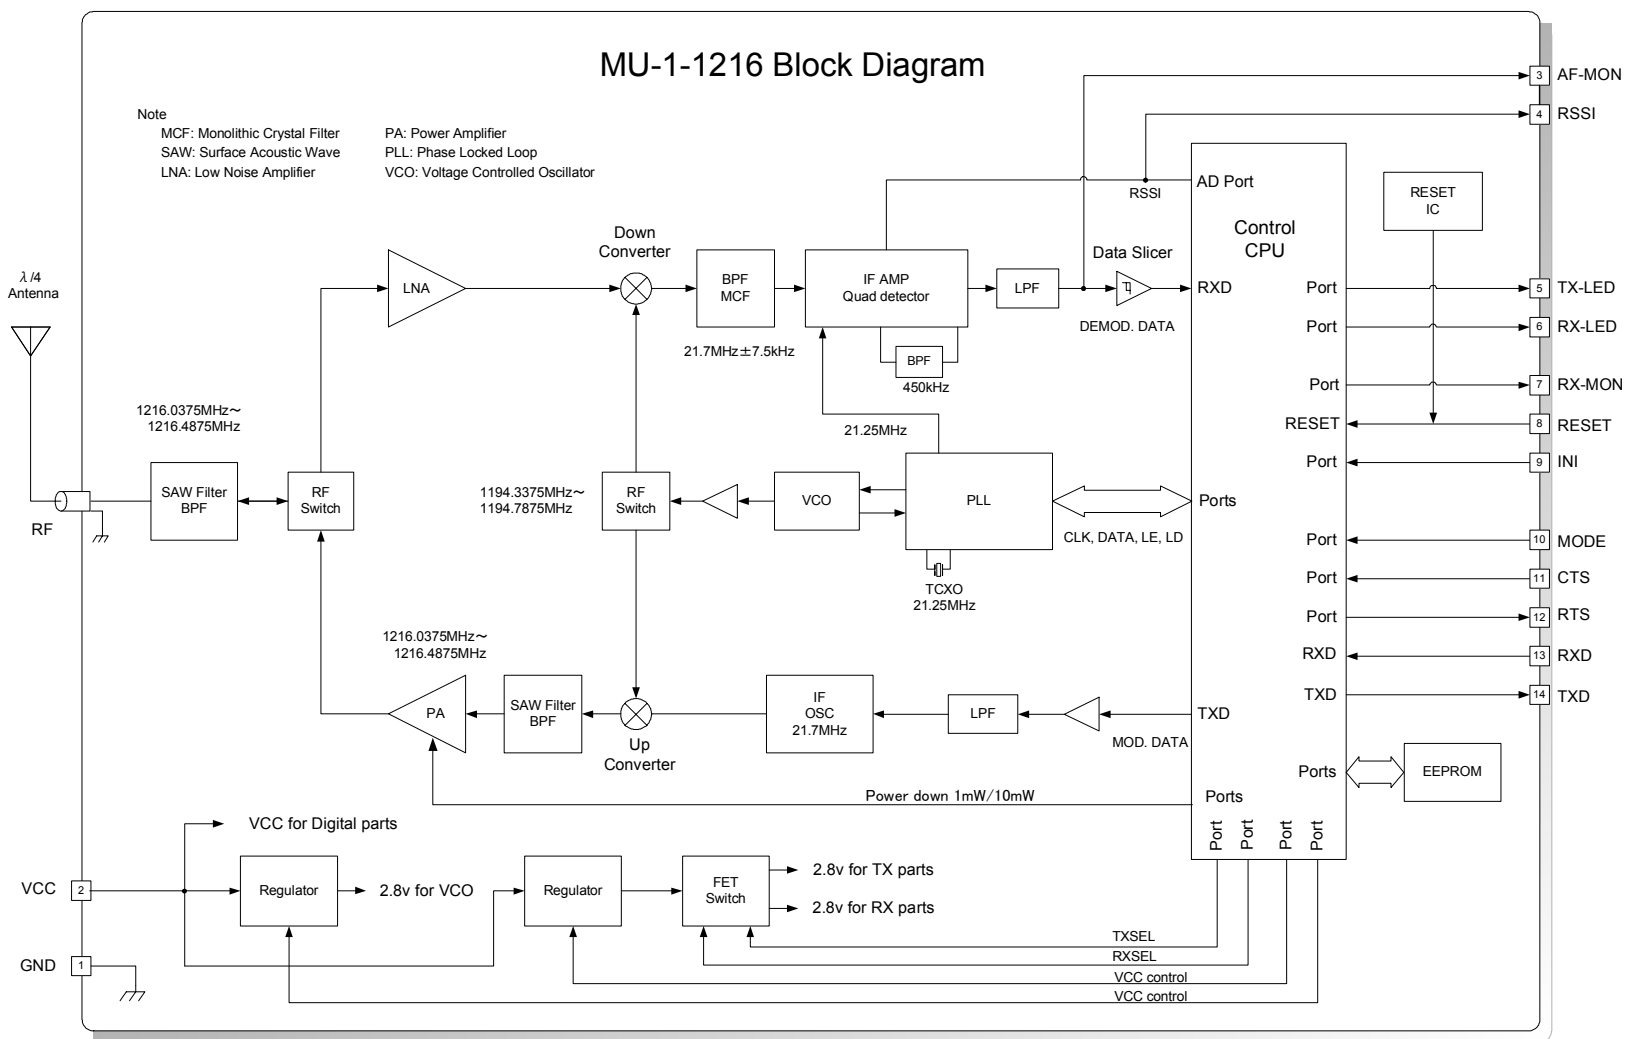 MU-1-1216 Block Diagram
Note
MCF: Monolithic Crystal Filter
SAW: Surface Acoustic Wave
LNA: Low Noise Amplifier
PA: Power Amplifier
PLL: Phase Locked Loop
VCO: Voltage Controlled Oscillator
λ/4
Antenna
RF
1216.0375MHz～
1216.4875MHz
SAW Filter
BPF
RF
Switch
LNA
Down
Converter
BPF
MCF
21.7MHz±7.5kHz
IF AMP
Quad detector
BPF
450kHz
LPF
Data Slicer
DEMOD. DATA
RSSI
21.25MHz
1194.3375MHz～
1194.7875MHz
RF
Switch
VCO
PLL
TCXO
21.25MHz
CLK, DATA, LE, LD
1216.0375MHz～
1216.4875MHz
PA
SAW Filter
BPF
Up
Converter
IF
OSC
21.7MHz
LPF
MOD. DATA
Power down 1mW/10mW
Control
CPU
AD Port
RXD
Ports
TXD
Ports
Port
Port
Port
Port
Port
Port
Port
RESET
Port
Port
Port
Port
RXD
TXD
Ports
RESET
IC
EEPROM
3 AF-MON
4 RSSI
5 TX-LED
6 RX-LED
7 RX-MON
8 RESET
9 INI
10 MODE
11 CTS
12 RTS
13 RXD
14 TXD
VCC 2
GND 1
VCC for Digital parts
Regulator
2.8v for VCO
Regulator
FET
Switch
2.8v for TX parts
2.8v for RX parts
TXSEL
RXSEL
VCC control
VCC control